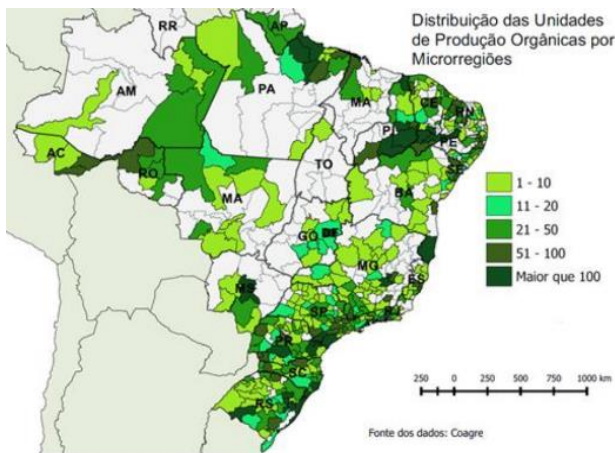 Distribuição das Unidades
de Produção Orgânicas por
Microrregiões
RR
AP
AM
PA
MA
CE
RN
PI
PE
AC
TO
SE
RO
BA
MA
GO
DF
MG
ES
MS
SP
RJ
PR
SC
RS
1 - 10
11 - 20
21 - 50
51 - 100
Maior que 100
250 0 250 500 750 1000 km
Fonte dos dados: Coagre